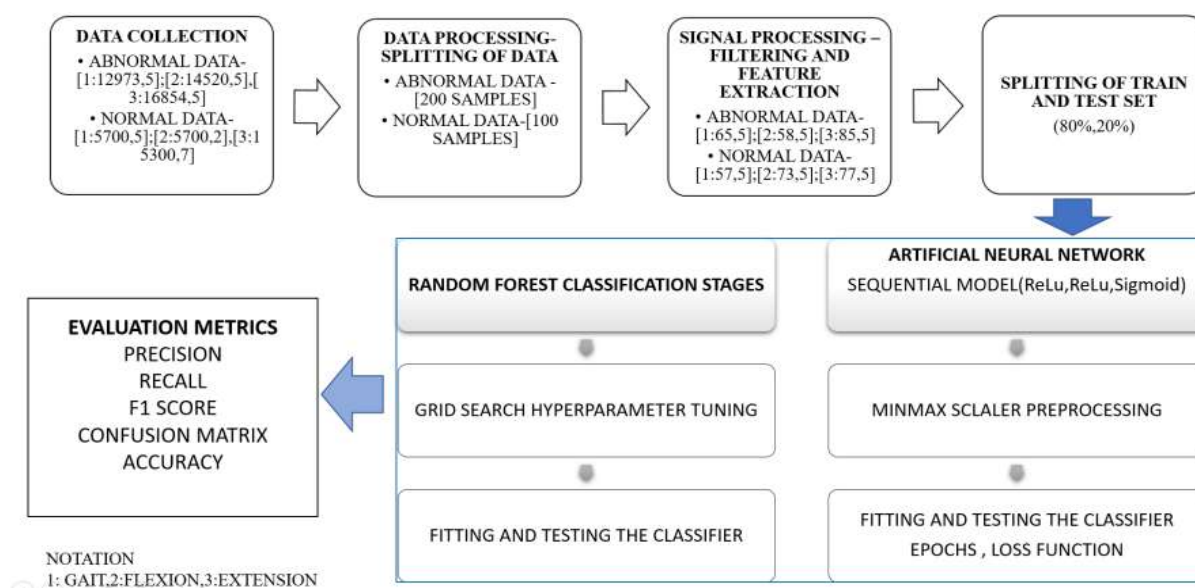 DATA COLLECTION
• ABNORMAL DATA-
[1:12973,5];[2:14520,5],[
3:16854,5]
• NORMAL DATA-
[1:5700,5];[2:5700,2],[3:1
5300,7]
DATA PROCESSING-
SPLITTING OF DATA
• ABNORMAL DATA -
[200 SAMPLES]
• NORMAL DATA-[100
SAMPLES]
SIGNAL PROCESSING –
FILTERING AND
FEATURE
EXTRACTION
• ABNORMAL DATA-
[1:65,5];[2:58,5];[3:85,5]
• NORMAL DATA-
[1:57,5];[2:73,5];[3:77,5]
SPLITTING OF TRAIN
AND TEST SET
(80%,20%)
ARTIFICIAL NEURAL NETWORK
SEQUENTIAL MODEL(ReLu,ReLu,Sigmoid)
MINMAX SCLALER PREPROCESSING
FITTING AND TESTING THE CLASSIFIER
EPOCHS , LOSS FUNCTION
RANDOM FOREST CLASSIFICATION STAGES
GRID SEARCH HYPERPARAMETER TUNING
FITTING AND TESTING THE CLASSIFIER
EVALUATION METRICS
PRECISION
RECALL
F1 SCORE
CONFUSION MATRIX
ACCURACY
NOTATION
1: GAIT,2:FLEXION,3:EXTENSION